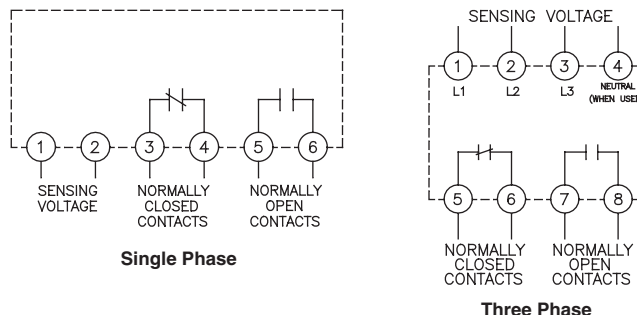 SENSING VOLTAGE
1 2 3 4
L1 L2 L3 NEUTRAL
(WHEN USE
1 2 3 4 5 6
SENSING
VOLTAGE
NORMALLY
CLOSED
CONTACTS
NORMALLY
OPEN
CONTACTS
Single Phase
5 6 7 8
NORMALLY
CLOSED
CONTACTS
NORMALLY
OPEN
CONTACTS
Three Phase